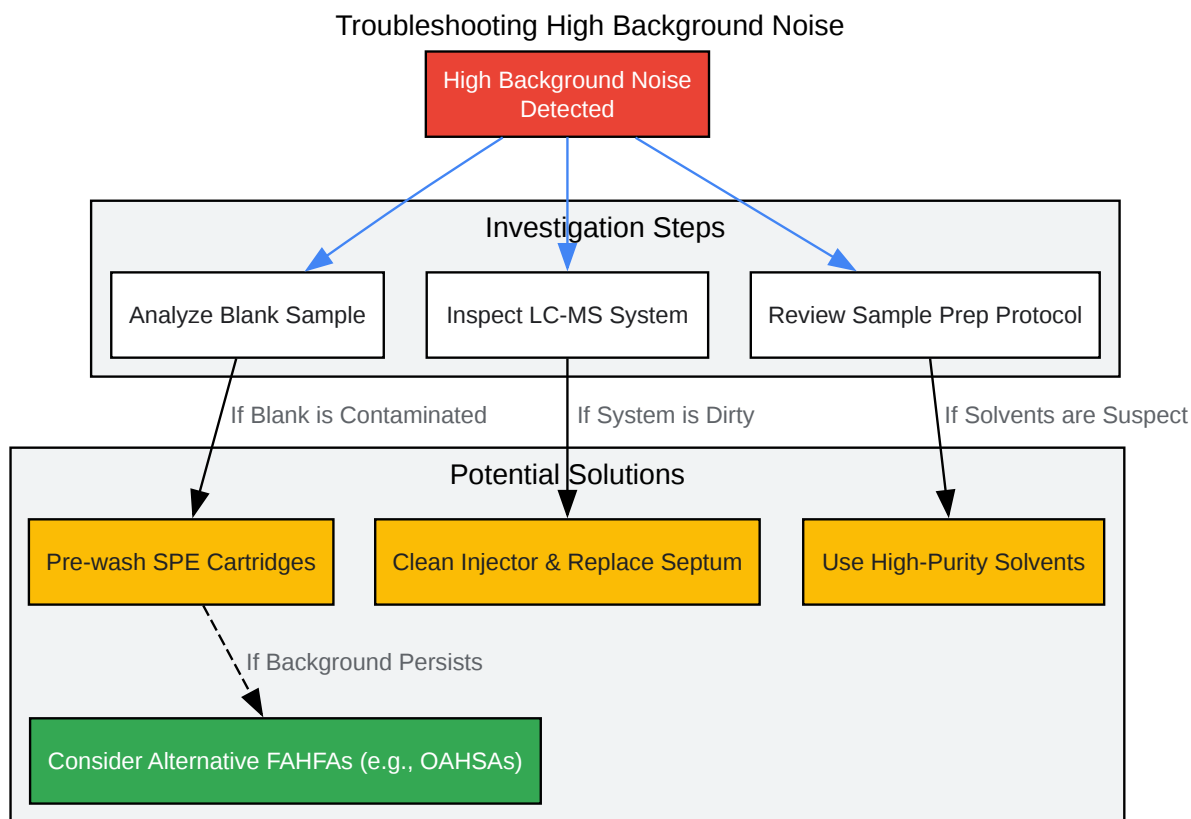 Troubleshooting High Background Noise
High Background Noise
Detected
Investigation Steps
Analyze Blank Sample
Inspect LC-MS System
Review Sample Prep Protocol
If Blank is Contaminated
If System is Dirty
If Solvents are Suspect
Potential Solutions
Pre-wash SPE Cartridges
Clean Injector & Replace Septum
Use High-Purity Solvents
If Background Persists
Consider Alternative FAHFAs (e.g., OAHSAs)